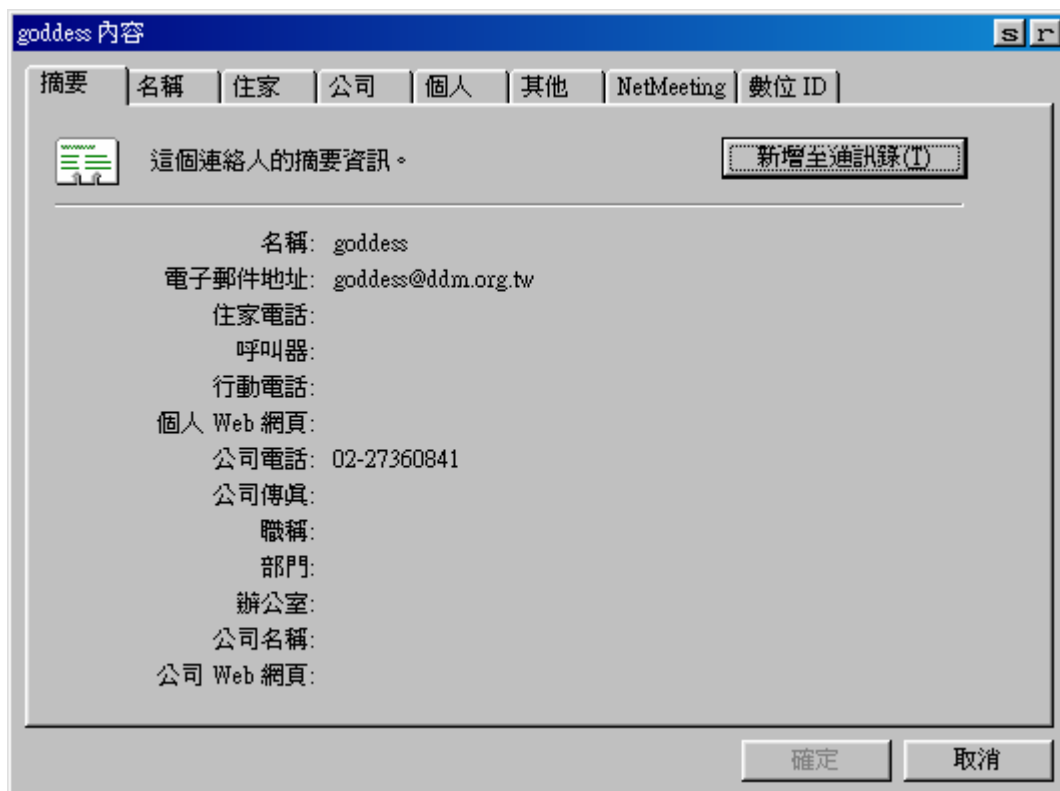 goddess 內容
s r
摘要 名稱 住家 公司 個人 其他 NetMeeting 數位 ID
這個連絡人的摘要資訊。 新增至通訊錄(T)
名稱: goddess
電子郵件地址: goddess@ddm.org.tw
住家電話:
呼叫器:
行動電話:
個人 Web 網頁:
公司電話: 02-27360841
公司傳真:
職稱:
部門:
辦公室:
公司名稱:
公司 Web 網頁:
確定 取消